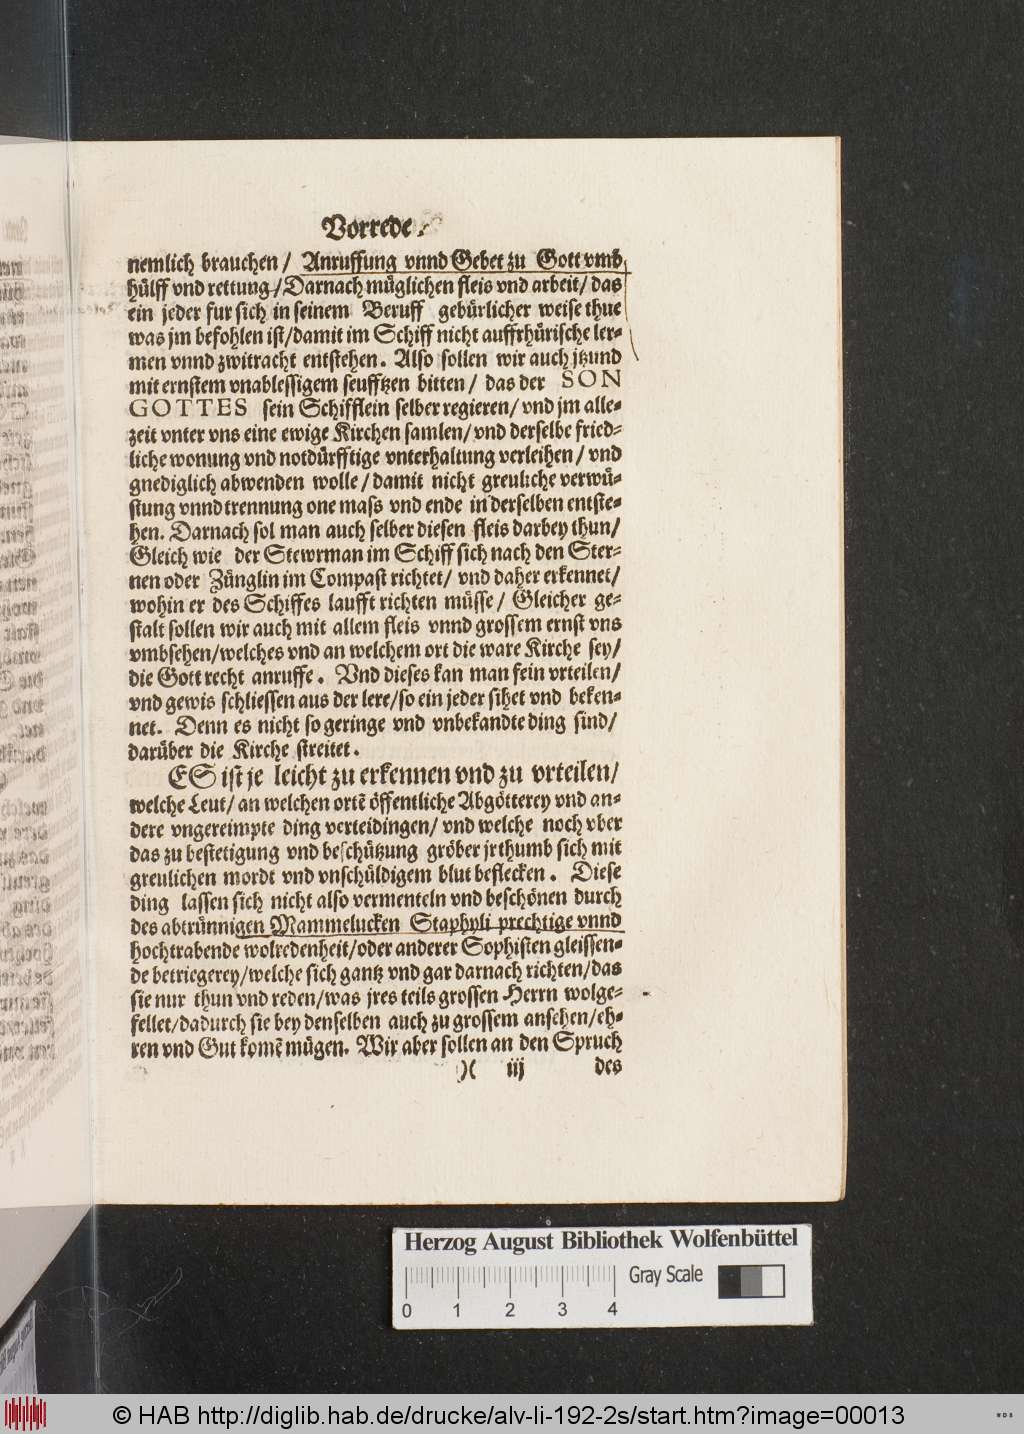 Vorrede.
nemlich brauchen / Anruffung vnnd Gebet zu Gott vmb
hülff vnd rettung / Darnach müglichen fleis vnd arbeit / das
ein jeder fur sich in seinem Beruff gebürlicher weise thue
was jm befohlen ist / damit im Schiff nicht auffrhürische ler-
men vnnd zwitracht entstehen. Also sollen wir auch jtzund
mit ernstem vnablessigem seufftzen bitten / das der SON
GOTTES sein Schifflein selber regieren / vnd jm alle-
zeit vnter vns eine ewige Kirchen samlen / vnd derselbe fried-
liche wonung vnd notdürfftige vnterhaltung verleihen / vnd
gnediglich abwenden wolle / damit nicht greuliche verwü-
stung vnnd trennung one mass vnd ende in derselben entste-
hen. Darnach sol man auch selber diesen fleis darbey thun /
Gleich wie der Stewrman im Schiff sich nach den Ster-
nen oder Zünglin im Compast richtet / vnd daher erkennet /
wohin er des Schiffes laufft richten müsse / Gleicher ge-
stalt sollen wir auch mit allem fleis vnnd grossem ernst vns
vmbsehen / welches vnd an welchem ort die ware Kirche sey /
die Gott recht anruffe. Vnd dieses kan man fein vrteilen /
vnd gewis schliessen aus der lere / so ein jeder sihet vnd beken-
net. Denn es nicht so geringe vnd vnbekandte ding sind /
darüber die Kirche streitet.
ES ist je leicht zu erkennen vnd zu vrteilen /
welche Leut / an welchen ortē öffentliche Abgötterey vnd an-
dere vngereimpte ding verteidingen / vnd welche noch vber
das zu bestetigung vnd beschützung gröber jrthumb sich mit
greulichen mordt vnd vnschüldigem blut beflecken. Diese
ding lassen sich nicht also vermenteln vnd beschönen durch
des abtrünnigen Mammelucken Staphyli prechtige vnnd
hochtrabende wolredenheit / oder anderer Sophisten gleissen-
de betriegerey / welche sich gantz vnd gar darnach richten / das
sie nur thun vnd reden / was jres teils grossen Herrn wolge-
fellet / dadurch sie bey denselben auch zu grossem ansehen / eh-
ren vnd Gut komē mügen. Wir aber sollen an den Spruch
)( iij des
Herzog August Bibliothek Wolfenbüttel
Gray Scale
0 1 2 3 4
© HAB http://diglib.hab.de/drucke/alv-li-192-2s/start.htm?image=00013